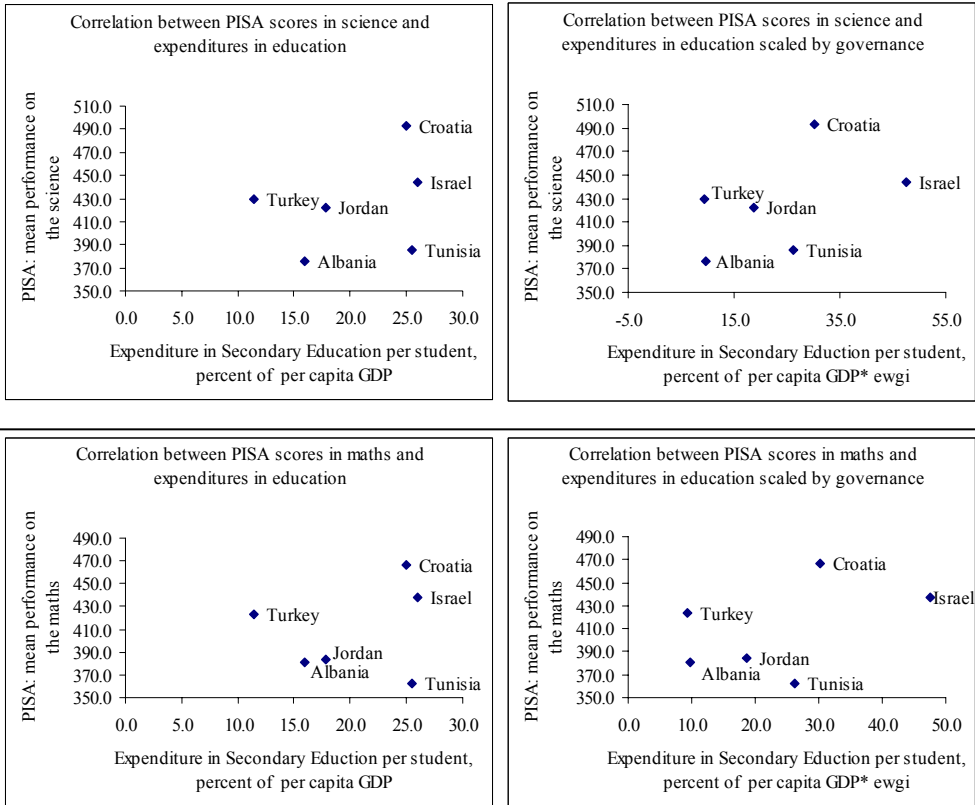 Correlation between PISA scores in science and
expenditures in education
PISA: mean performance on
the science
510.0
490.0
470.0
450.0
430.0
410.0
390.0
370.0
350.0
Croatia
Israel
Turkey
Jordan
Tunisia
Albania
0.0 5.0 10.0 15.0 20.0 25.0 30.0
Expenditure in Secondary Eduction per student,
percent of per capita GDP
Correlation between PISA scores in science and
expenditures in education scaled by governance
PISA: mean performance on
the science
510.0
490.0
470.0
450.0
430.0
410.0
390.0
370.0
350.0
Croatia
Israel
Turkey
Jordan
Tunisia
Albania
-5.0 15.0 35.0 55.0
Expenditure in Secondary Eduction per student,
percent of per capita GDP* ewgi
Correlation between PISA scores in maths and
expenditures in education
PISA: mean performance on
the maths
490.0
470.0
450.0
430.0
410.0
390.0
370.0
350.0
Croatia
Israel
Turkey
Jordan
Albania
Tunisia
0.0 5.0 10.0 15.0 20.0 25.0 30.0
Expenditure in Secondary Eduction per student,
percent of per capita GDP
Correlation between PISA scores in maths and
expenditures in education scaled by governance
PISA: mean performance on
the maths
490.0
470.0
450.0
430.0
410.0
390.0
370.0
350.0
Croatia
Israel
Turkey
Jordan
Albania
Tunisia
0.0 10.0 20.0 30.0 40.0 50.0
Expenditure in Secondary Eduction per student,
percent of per capita GDP* ewgi